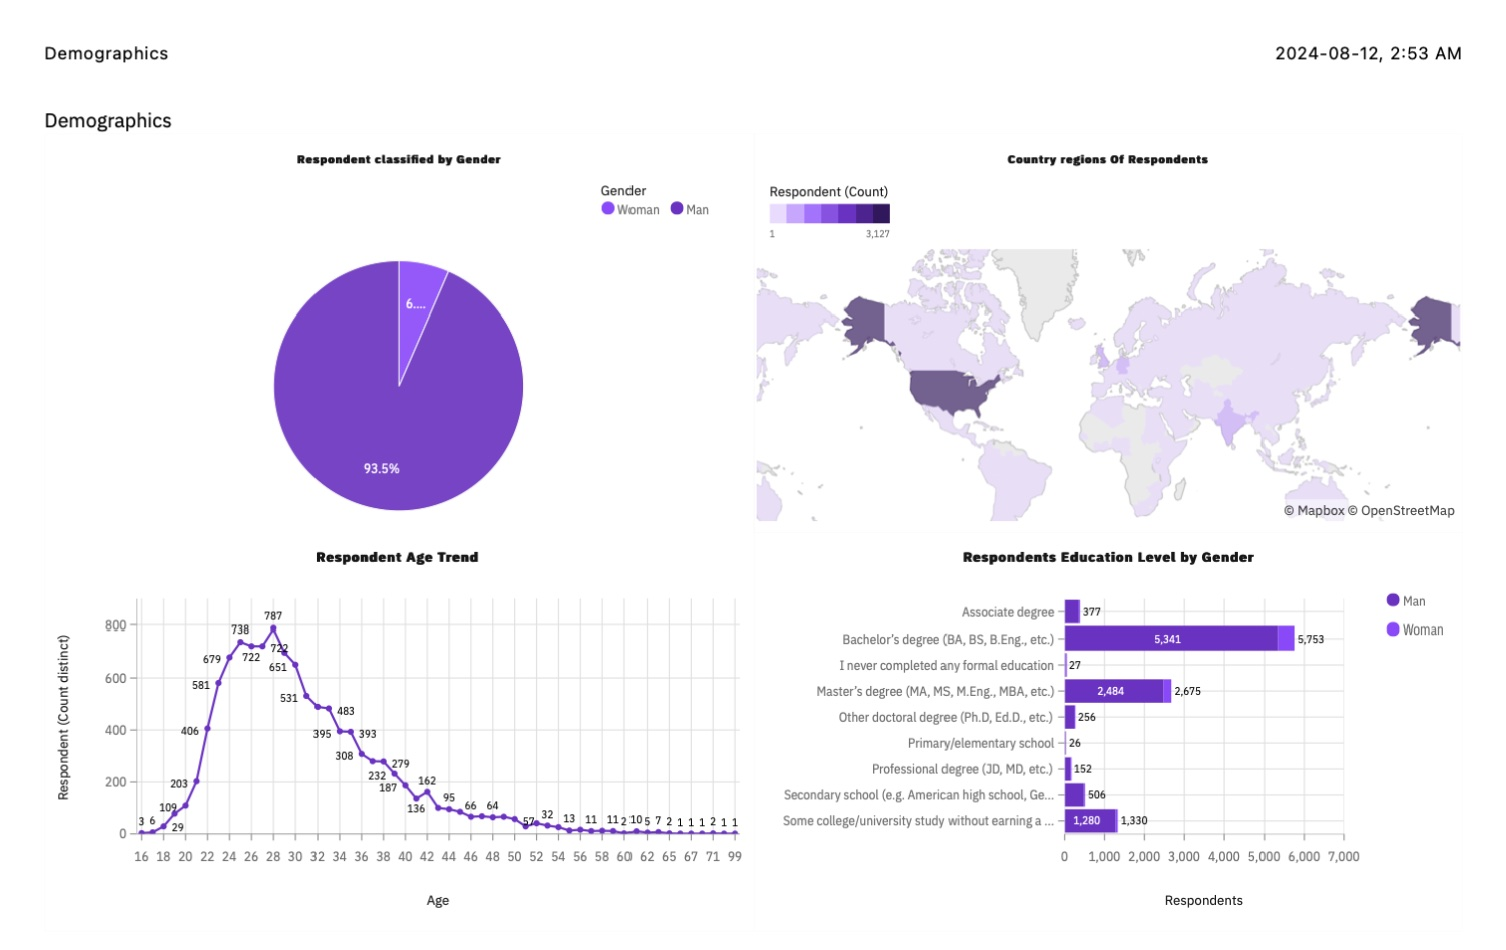 Demographics 2024-08-12, 2:53 AM
Demographics
Respondent classified by Gender
Gender
Woman Man
6....
93.5%
Country regions Of Respondents
Respondent (Count)
1 3,127
© Mapbox © OpenStreetMap
Respondent Age Trend
Respondent (Count distinct)
800
600
400
200
0
3 6 29 109 203 406 581 679 738 722 787 722 651 531 483 395 393 308 279 232 187 136 162 95 66 64 57 32 13 11 11 2 10 5 7 2 1 1 1 2 1 1
16 18 20 22 24 26 28 30 32 34 36 38 40 42 44 46 48 50 52 54 56 58 60 62 65 67 71 99
Age
Respondents Education Level by Gender
Man
Woman
Associate degree 377
Bachelor's degree (BA, BS, B.Eng., etc.) 5,341 5,753
I never completed any formal education 27
Master's degree (MA, MS, M.Eng., MBA, etc.) 2,484 2,675
Other doctoral degree (Ph.D, Ed.D., etc.) 256
Primary/elementary school 26
Professional degree (JD, MD, etc.) 152
Secondary school (e.g. American high school, Ge... 506
Some college/university study without earning a ... 1,280 1,330
0 1,000 2,000 3,000 4,000 5,000 6,000 7,000
Respondents